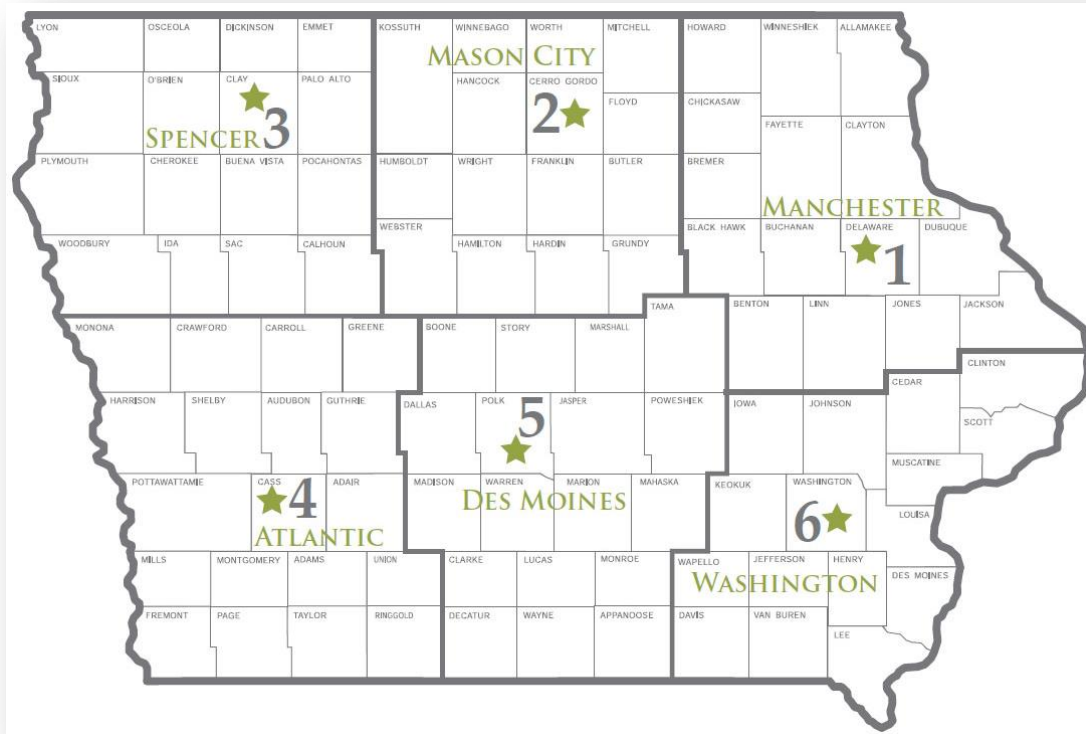 LYON
OSCEOLA
DICKINSON
EMMET
KOSSUTH
WINNEBAGO
WORTH
MITCHELL
HOWARD
WINNESHIEK
ALLAMAKEE
MASON CITY
SIOUX
O'BRIEN
CLAY
PALO ALTO
HANCOCK
CERRO GORDO
2
FLOYD
CHICKASAW
SPENCER 3
FAYETTE
CLAYTON
PLYMOUTH
CHEROKEE
BUENA VISTA
POCAHONTAS
HUMBOLDT
WRIGHT
FRANKLIN
BUTLER
BREMER
MANCHESTER
WEBSTER
BLACK HAWK
BUCHANAN
DELAWARE
DUBUQUE
1
WOODBURY
IDA
SAC
CALHOUN
HAMILTON
HARDIN
GRUNDY
TAMA
BENTON
LINN
JONES
JACKSON
MONONA
CRAWFORD
CARROLL
GREENE
BOONE
STORY
MARSHALL
CLINTON
CEDAR
HARRISON
SHELBY
AUDUBON
GUTHRIE
DALLAS
POLK
5
JASPER
POWESHIEK
IOWA
JOHNSON
SCOTT
MUSCATINE
POTTAWATTAMIE
CASS
4
ADAIR
MADISON
WARREN
MARION
MAHASKA
KEOKUK
WASHINGTON
6
DES MOINES
LOUISA
ATLANTIC
MILLS
MONTGOMERY
ADAMS
UNION
CLARKE
LUCAS
MONROE
WAPELLO
JEFFERSON
HENRY
DES MOINES
WASHINGTON
FREMONT
PAGE
TAYLOR
RINGGOLD
DECATUR
WAYNE
APPANOOSE
DAVIS
VAN BUREN
LEE